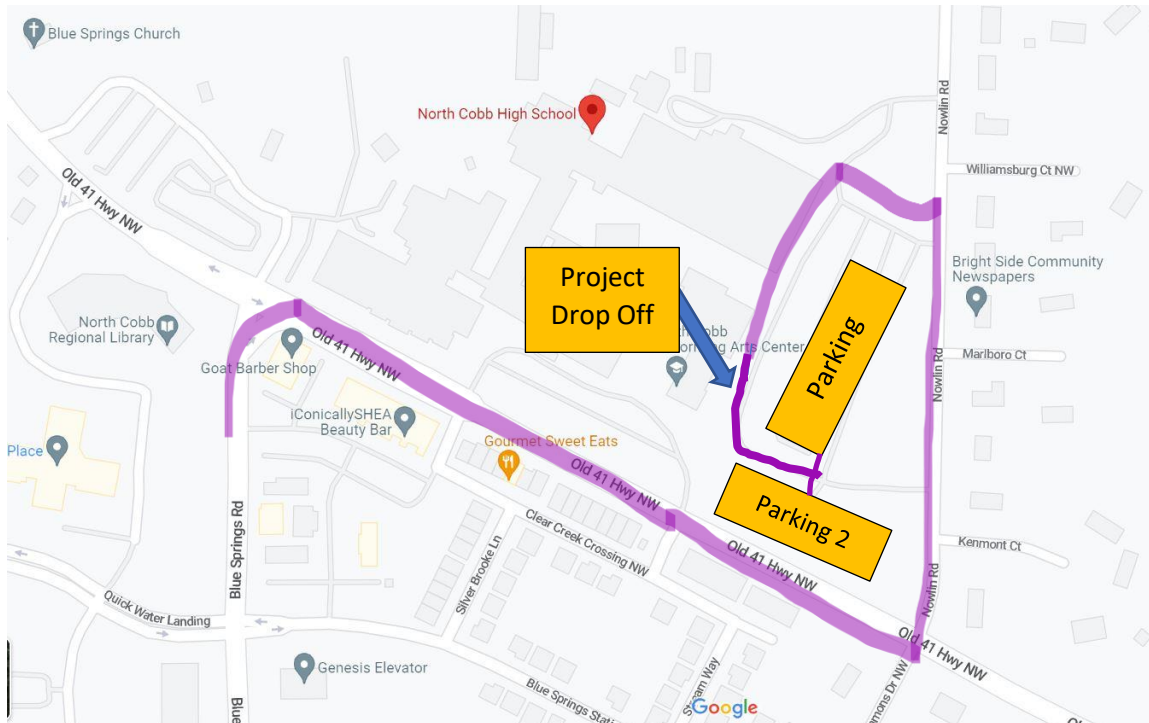 Blue Springs Church
North Cobb High School
Nowlin Rd
Williamsburg Ct NW
Old 41 Hwy NW
Project
Drop Off
Bright Side Community
Newspapers
Parking
North Cobb
Regional Library
Old 41 Hwy NW
Goat Barber Shop
Arts Center
Marlboro Ct
Nowlin Rd
iConicallySHEA
Beauty Bar
Place
Gourmet Sweet Eats
Old 41 Hwy NW
Parking 2
Clear Creek Crossing NW
Old 41 Hwy NW
Kenmont Ct
Blue Springs Rd
Silver Brooke Ln
Nowlin Rd
Quick Water Landing
Old 41 Hwy NW
Genesis Elevator
Blue Springs
Google